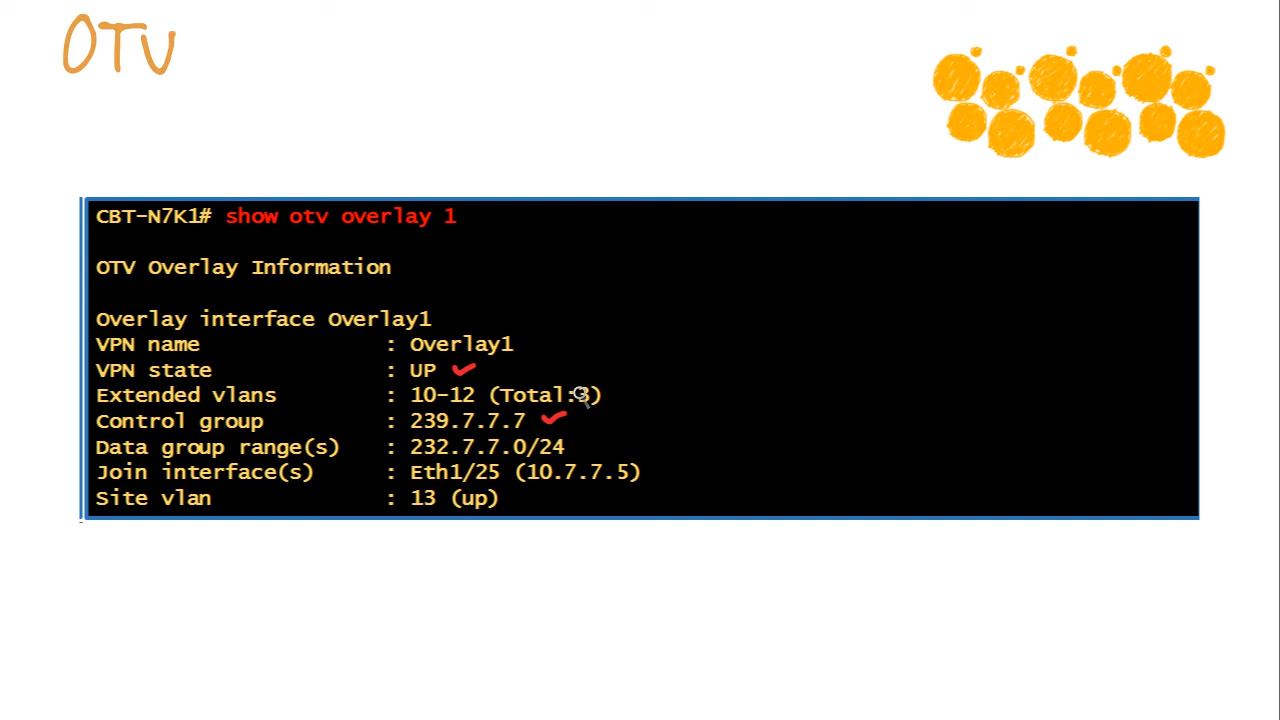 OTV
CBT-N7K1# show otv overlay 1
OTV Overlay Information
Overlay interface Overlay1
VPN name : Overlay1
VPN state : UP
Extended vlans : 10-12 (Total:3)
Control group : 239.7.7.7
Data group range(s) : 232.7.7.0/24
Join interface(s) : Eth1/25 (10.7.7.5)
Site vlan : 13 (up)